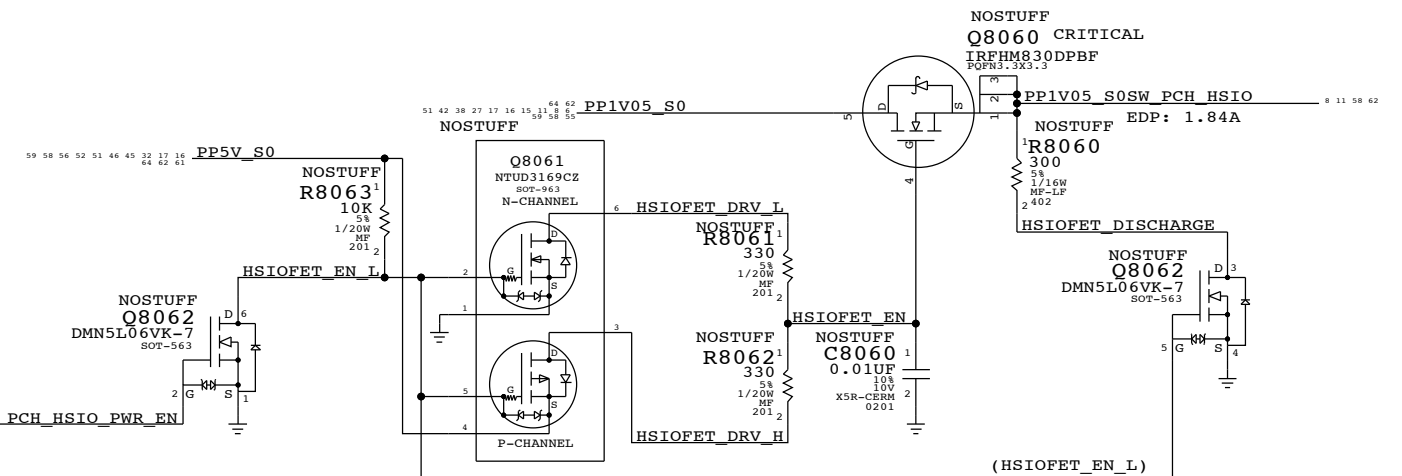 NOSTUFF
Q8060 CRITICAL
IRFHM830DPBF
PQFN3.3X3.3
3
2
1
D
S
G
5
4
64 62
51 42 38 27 17 16 15 11 8 6
59 58 55
PP1V05_S0
PP1V05_S0SW_PCH_HSIO
8 11 58 62
EDP: 1.84A
NOSTUFF
1
R8060
300
5%
1/16W
MF-LF
402
2
HSIOFET_DISCHARGE
NOSTUFF
Q8062
DMN5L06VK-7
SOT-563
D 3
5 G S 4
(HSIOFET_EN_L)
59 58 56 52 51 46 45 32 17 16
64 62 61
PP5V_S0
NOSTUFF
R8063
1
10K
5%
1/20W
MF
201
2
HSIOFET_EN_L
NOSTUFF
Q8062
DMN5L06VK-7
SOT-563
D 6
2 G S 1
PCH_HSIO_PWR_EN
NOSTUFF
Q8061
NTUD3169CZ
SOT-963
N-CHANNEL
D
G
S
2
1
6
D
G
S
5
4
3
P-CHANNEL
HSIOFET_DRV_L
NOSTUFF
R8061
1
330
5%
1/20W
MF
201
2
HSIOFET_EN
NOSTUFF
R8062
1
330
5%
1/20W
MF
201
2
HSIOFET_DRV_H
NOSTUFF
C8060
1
0.01UF
10%
10V
X5R-CERM
0201
2